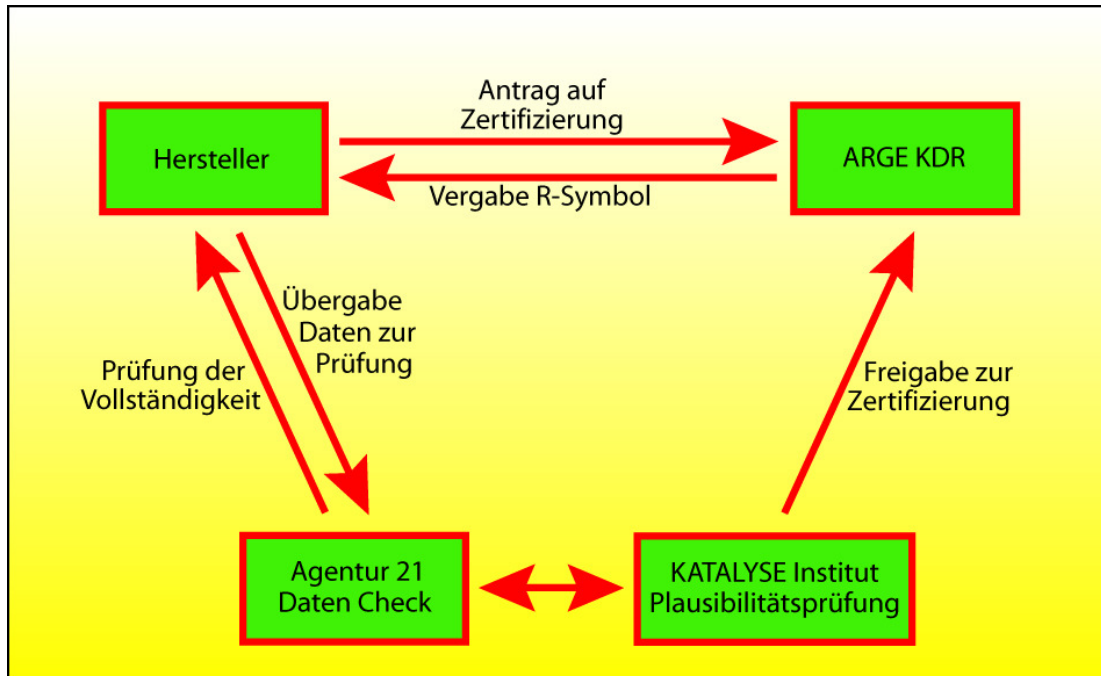 Antrag auf
Zertifizierung
Hersteller
ARGE KDR
Vergabe R-Symbol
Übergabe
Daten zur
Prüfung
Prüfung der
Vollständigkeit
Freigabe zur
Zertifizierung
Agentur 21
Daten Check
KATALYSE Institut
Plausibilitätsprüfung